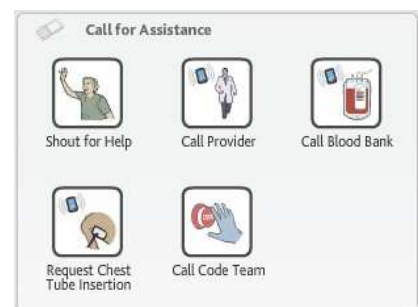 Call for Assistance
Shout for Help
Call Provider
Call Blood Bank
Request Chest
Tube Insertion
Call Code Team